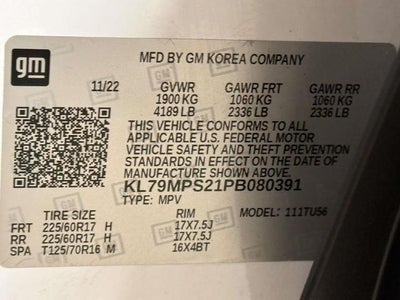 gm
MFD BY GM KOREA COMPANY
11/22 GVWR GAWR FRT GAWR RR
1900 KG 1060 KG 1060 KG
4189 LB 2336 LB 2336 LB
THIS VEHICLE CONFORMS TO ALL
APPLICABLE U.S. FEDERAL MOTOR
VEHICLE SAFETY AND THEFT PREVENTION
STANDARDS IN EFFECT ON THE DATE OF
MANUFACTURE SHOWN ABOVE.
KL79MPS21PB080391
TYPE: MPV MODEL: 111TU56
TIRE SIZE RIM
FRT 225/60R17 H 17X7.5J
RR 225/60R17 H 17X7.5J
SPA T125/70R16 M 16X4BT